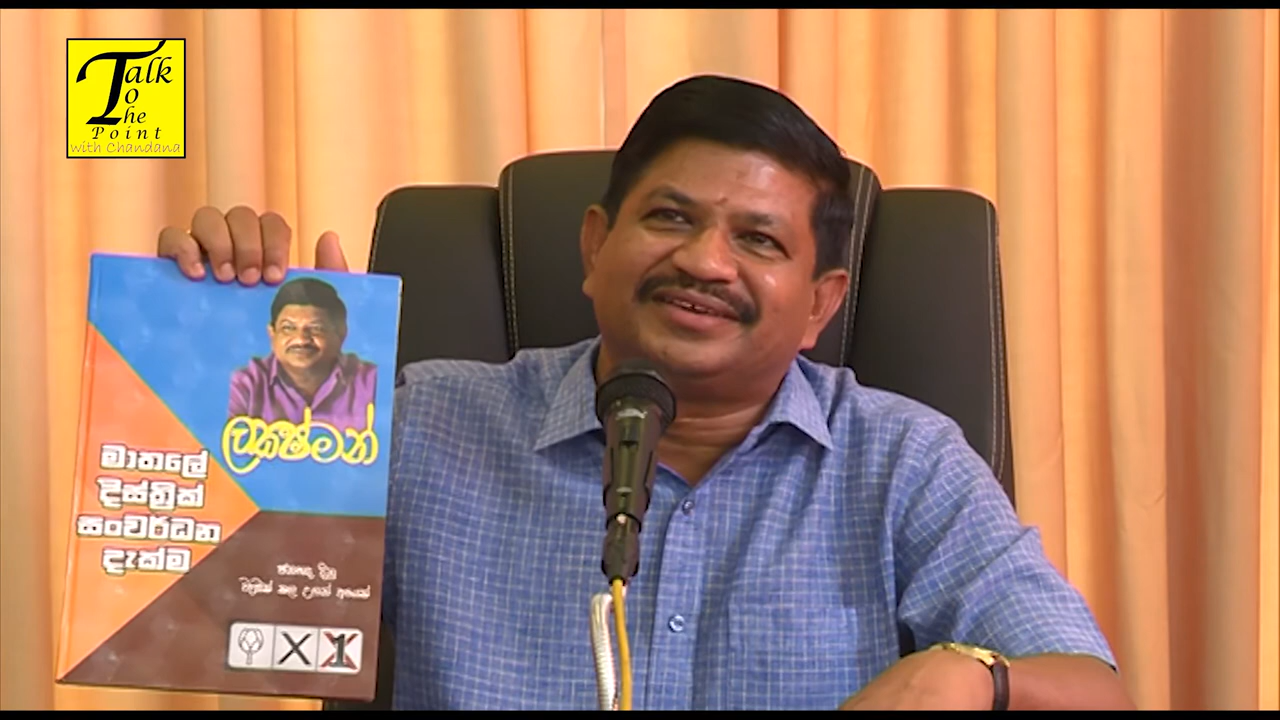 Talk
To
The
Point
with Chandana
ලක්ෂ්මන්
මාතලේ
දිස්ත්‍රික්
සංවර්ධන
දැක්ම
X 1